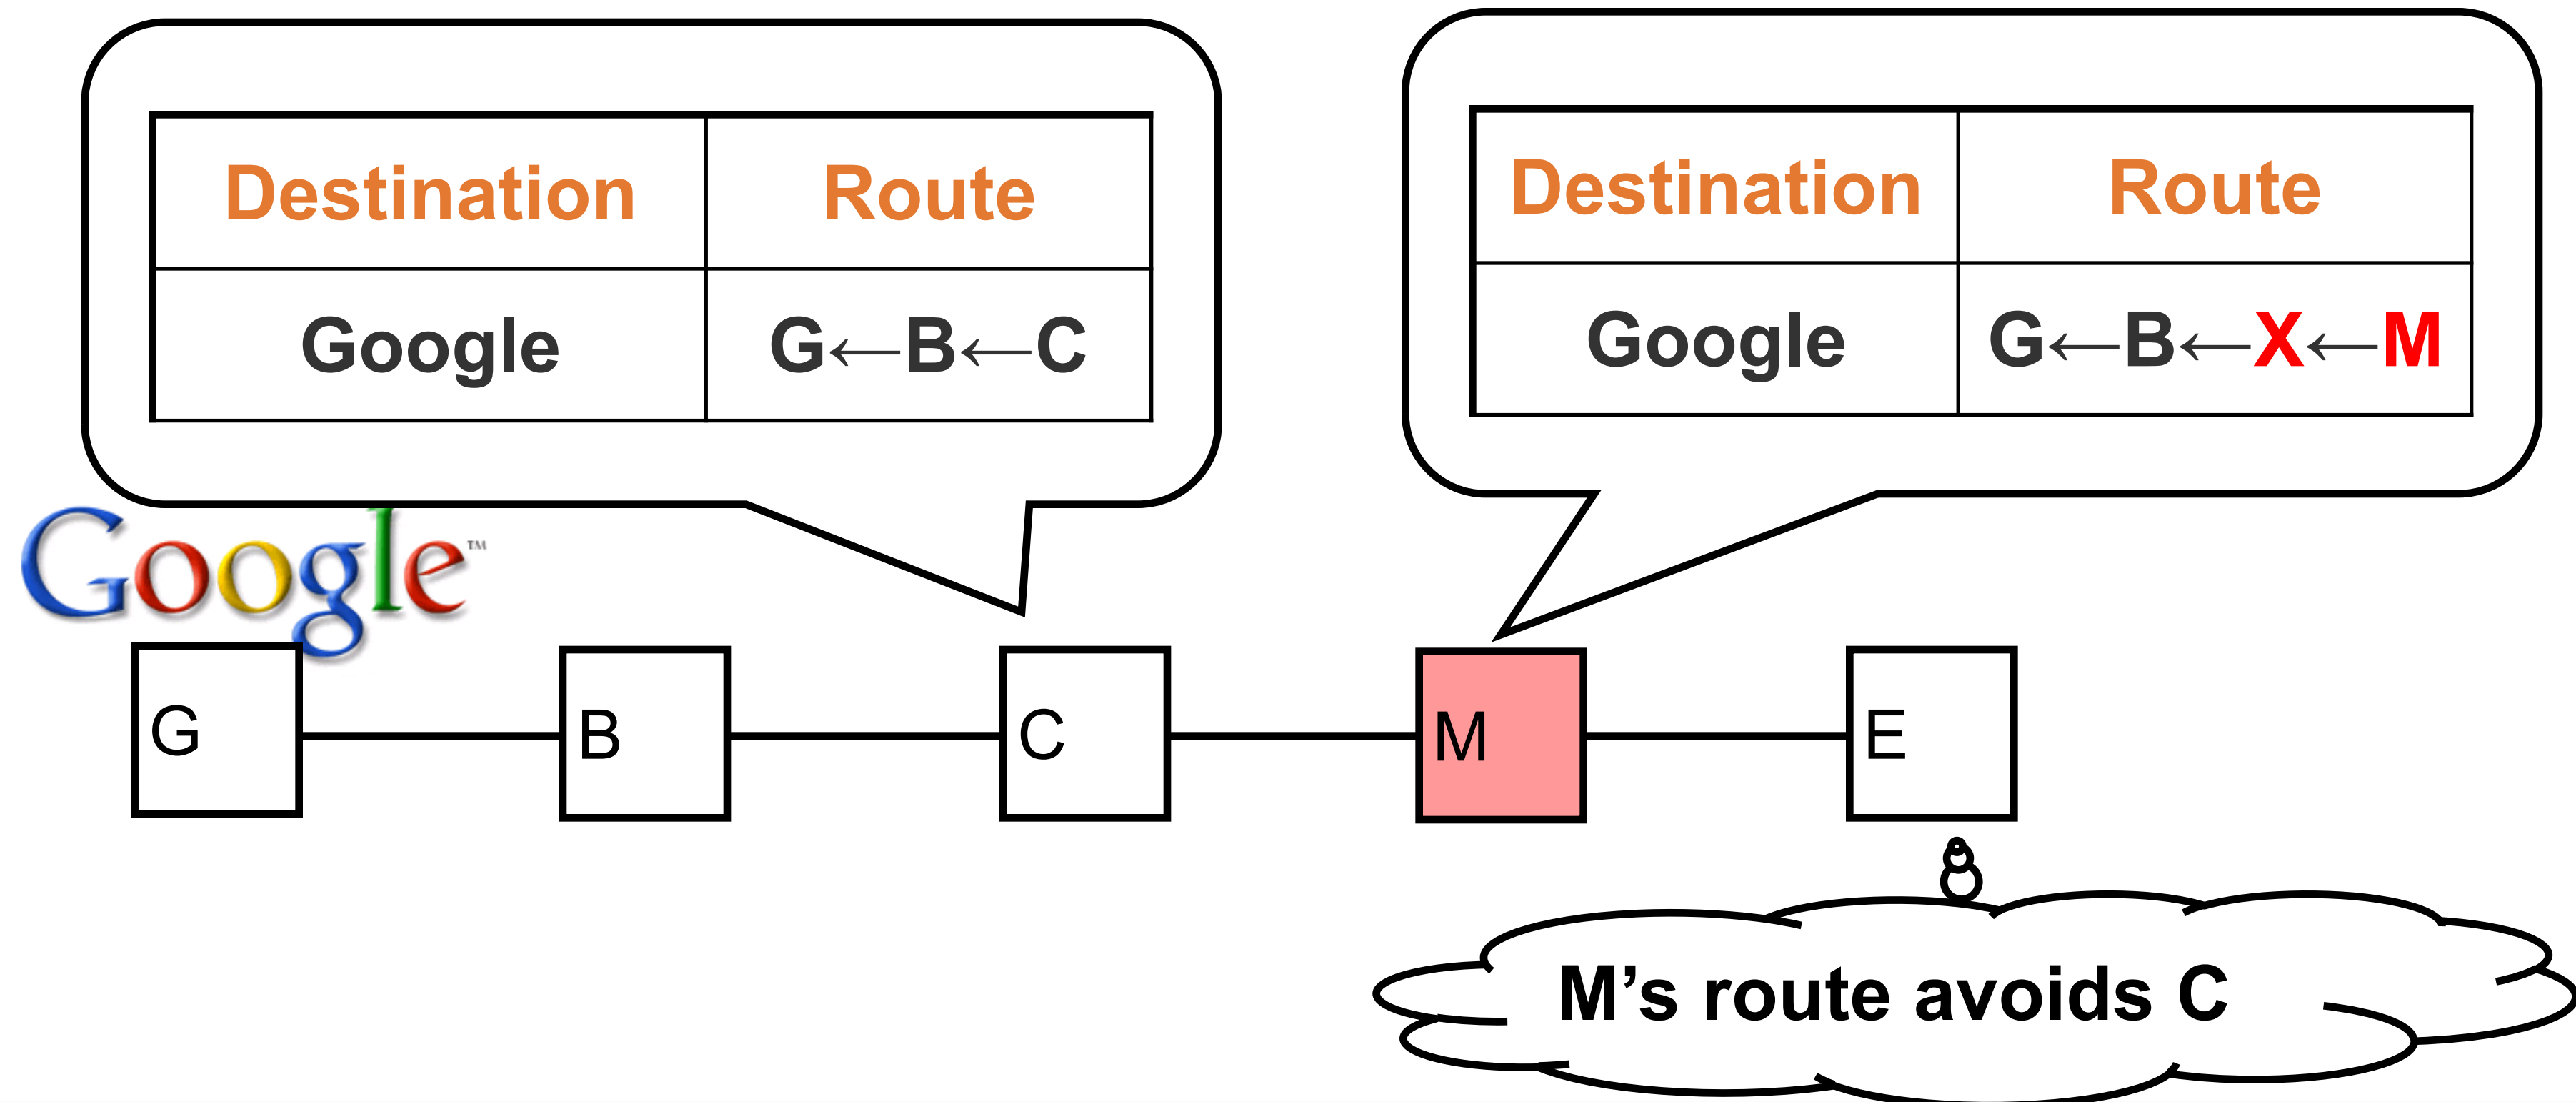 Destination Route
Google G←B←C
Destination Route
Google G←B←X←M
Google™
G B C M E
M’s route avoids C